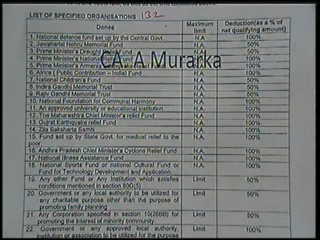 LIST OF SPECIFIED ORGANISATIONS 132
Donee Maximum limit Deduction (as a % of net qualifying amount)
1. National defence fund set up by the Central Govt. N.A. 100%
2. Jawaharlal Nehru Memorial Fund N.A. 50%
3. Prime Minister's Drought Relief Fund N.A. 50%
4. Prime Minister's National Relief Fund N.A. 100%
5. Prime Minister's Armenia Earthquake Relief Fund N.A. 100%
6. Africa (Public Contribution – India) Fund N.A. 100%
7. National Children's Fund N.A. 50%
8. Indira Gandhi Memorial Trust N.A. 50%
9. Rajiv Gandhi Memorial Trust N.A. 50%
10. National Foundation for Communal Harmony N.A. 100%
11. An approved university or educational institution. N.A. 100%
12. The Maharashtra Chief Minister's relief Fund N.A. 100%
13. Gujrat Earthquake relief Fund N.A. 100%
14. Zila Saksharta Samiti N.A. 100%
15. Fund set up by State Govt. for medical relief to the poor. N.A. 100%
16. Andhra Pradesh Chief Minister's Cyclone Relief Fund N.A. 100%
17. National Illness Assistance Fund N.A. 100%
18. National Sports Fund or national Cultural Fund or Fund for Technology Development and Application. N.A. 100%
19. Any other Fund or Any Institution which satisfies conditions mentioned in section 80G(5) Limit 50%
20. Government or any local authority to be utilized for any charitable purpose other than the purpose of promoting family planning Limit 50%
21. Any Corporation specified in section 10(26BB) for promoting the interest of minority community Limit 50%
22. Government or any approved local authority, institution or association to be utilized for the purpose Limit 100%
CA. A Murarka